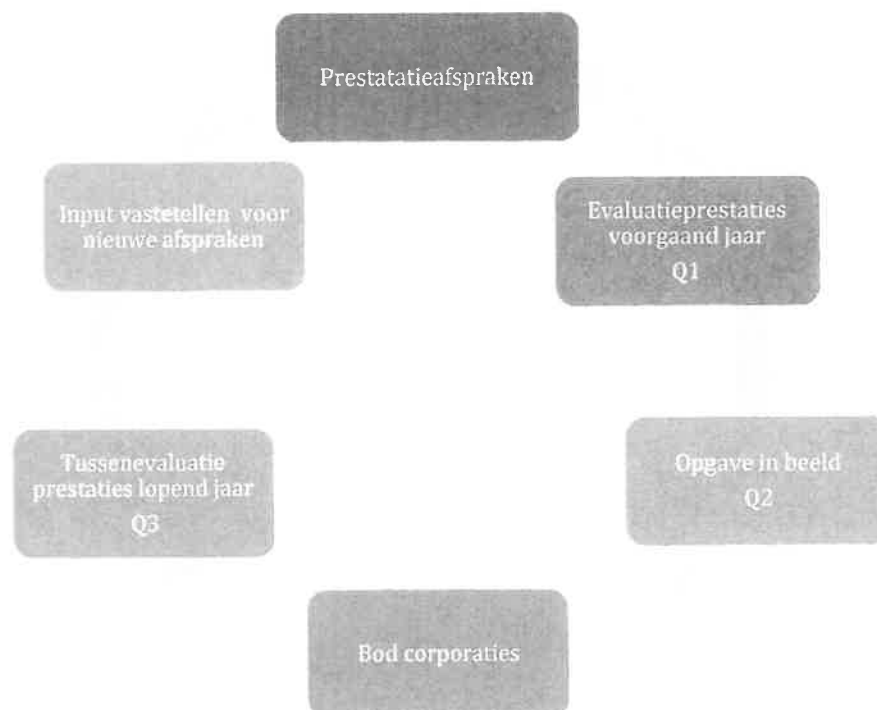 Prestatatieafspraken
Evaluatieprestaties
voorgaand jaar
Q1
Opgave in beeld
Q2
Bod corporaties
Tussenevaluatie
prestaties lopend jaar
Q3
Input vastetellen voor
nieuwe afspraken